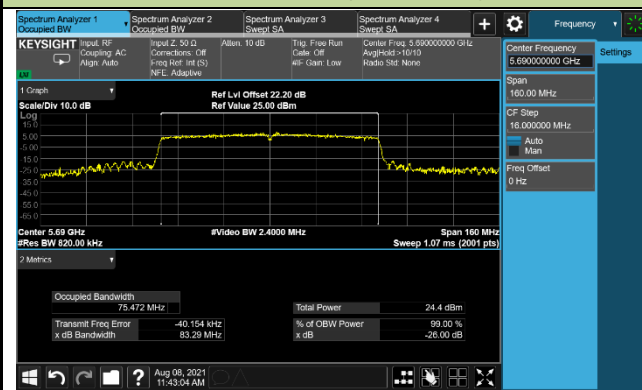 Spectrum Analyzer 1
Occupied BW
Spectrum Analyzer 2
Occupied BW
Spectrum Analyzer 3
Swept SA
Spectrum Analyzer 4
Swept SA
+
Frequency
KEYSIGHT
Input: RF
Coupling: AC
Align: Auto
Input Z: 50 Ω
Corrections: Off
Freq Ref: Int (S)
NFE: Adaptive
Atten: 10 dB
Trig: Free Run
Gate: Off
#IF Gain: Low
Center Freq: 5.690000000 GHz
Avg|Hold:>10/10
Radio Std: None
LXI
Center Frequency
5.690000000 GHz
Settings
Span
160.00 MHz
CF Step
16.000000 MHz
Auto
Man
Freq Offset
0 Hz
1 Graph
Scale/Div 10.0 dB
Ref Lvl Offset 22.20 dB
Ref Value 25.00 dBm
Log
15.0
5.00
-5.00
-15.0
-25.0
-35.0
-45.0
-55.0
-65.0
Center 5.69 GHz
#Video BW 2.4000 MHz
Span 160 MHz
#Res BW 820.00 kHz
Sweep 1.07 ms (2001 pts)
2 Metrics
Occupied Bandwidth
75.472 MHz
Total Power
24.4 dBm
Transmit Freq Error
-40.154 kHz
% of OBW Power
99.00 %
x dB Bandwidth
83.29 MHz
x dB
-26.00 dB
?
Aug 08, 2021
11:43:04 AM